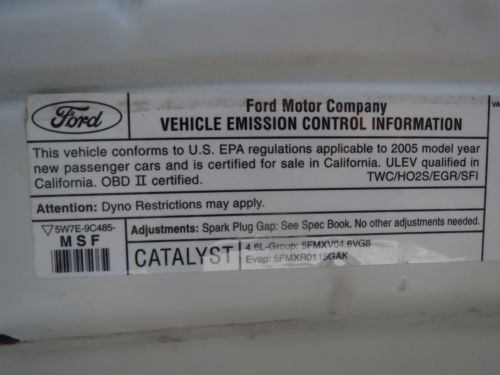 Ford
Ford Motor Company
VEHICLE EMISSION CONTROL INFORMATION
This vehicle conforms to U.S. EPA regulations applicable to 2005 model year
new passenger cars and is certified for sale in California. ULEV qualified in
California. OBD II certified. TWC/HO2S/EGR/SFI
Attention: Dyno Restrictions may apply.
5W7E-9C485-
MSF
Adjustments: Spark Plug Gap: See Spec Book. No other adjustments needed.
CATALYST
4.6L-Group: 5FMXV04.6VG8
Evap: 5FMXR0115GAK
VA